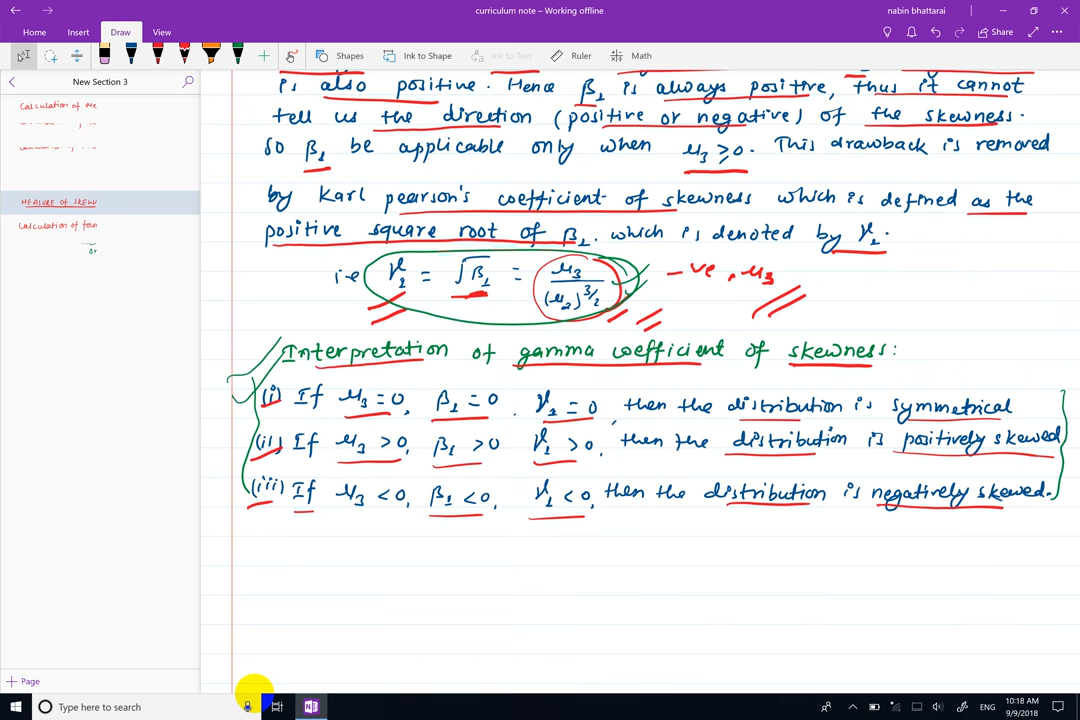 curriculum note – Working offline
nabin bhattarai
Home Insert Draw View
Share
Shapes Ink to Shape Ink to Text Ruler Math
New Section 3
Calculation of
MEASURE of SKEW
Calculation of fou
or
Page
is also positive. Hence β₁ is always positive, thus it cannot
tell us the direction (positive or negative) of the skewness.
So β₁ be applicable only when μ₃ ≥ 0. This drawback is removed
by Karl pearson's coefficient of skewness which is defined as the
positive square root of β₁. which is denoted by γ₁.
i.e γ₁ = √β₁ = μ₃/(μ₂)^3/2 -ve, μ₃
Interpretation of gamma coefficient of skewness:
(i) If μ₃=0, β₁=0, γ₁=0, then the distribution is symmetrical
(ii) If μ₃>0, β₁>0 γ₁>0, then the distribution is positively skewed
(iii) If μ₃<0, β₁<0, γ₁<0, then the distribution is negatively skewed.
Type here to search
ENG
10:18 AM
9/9/2018